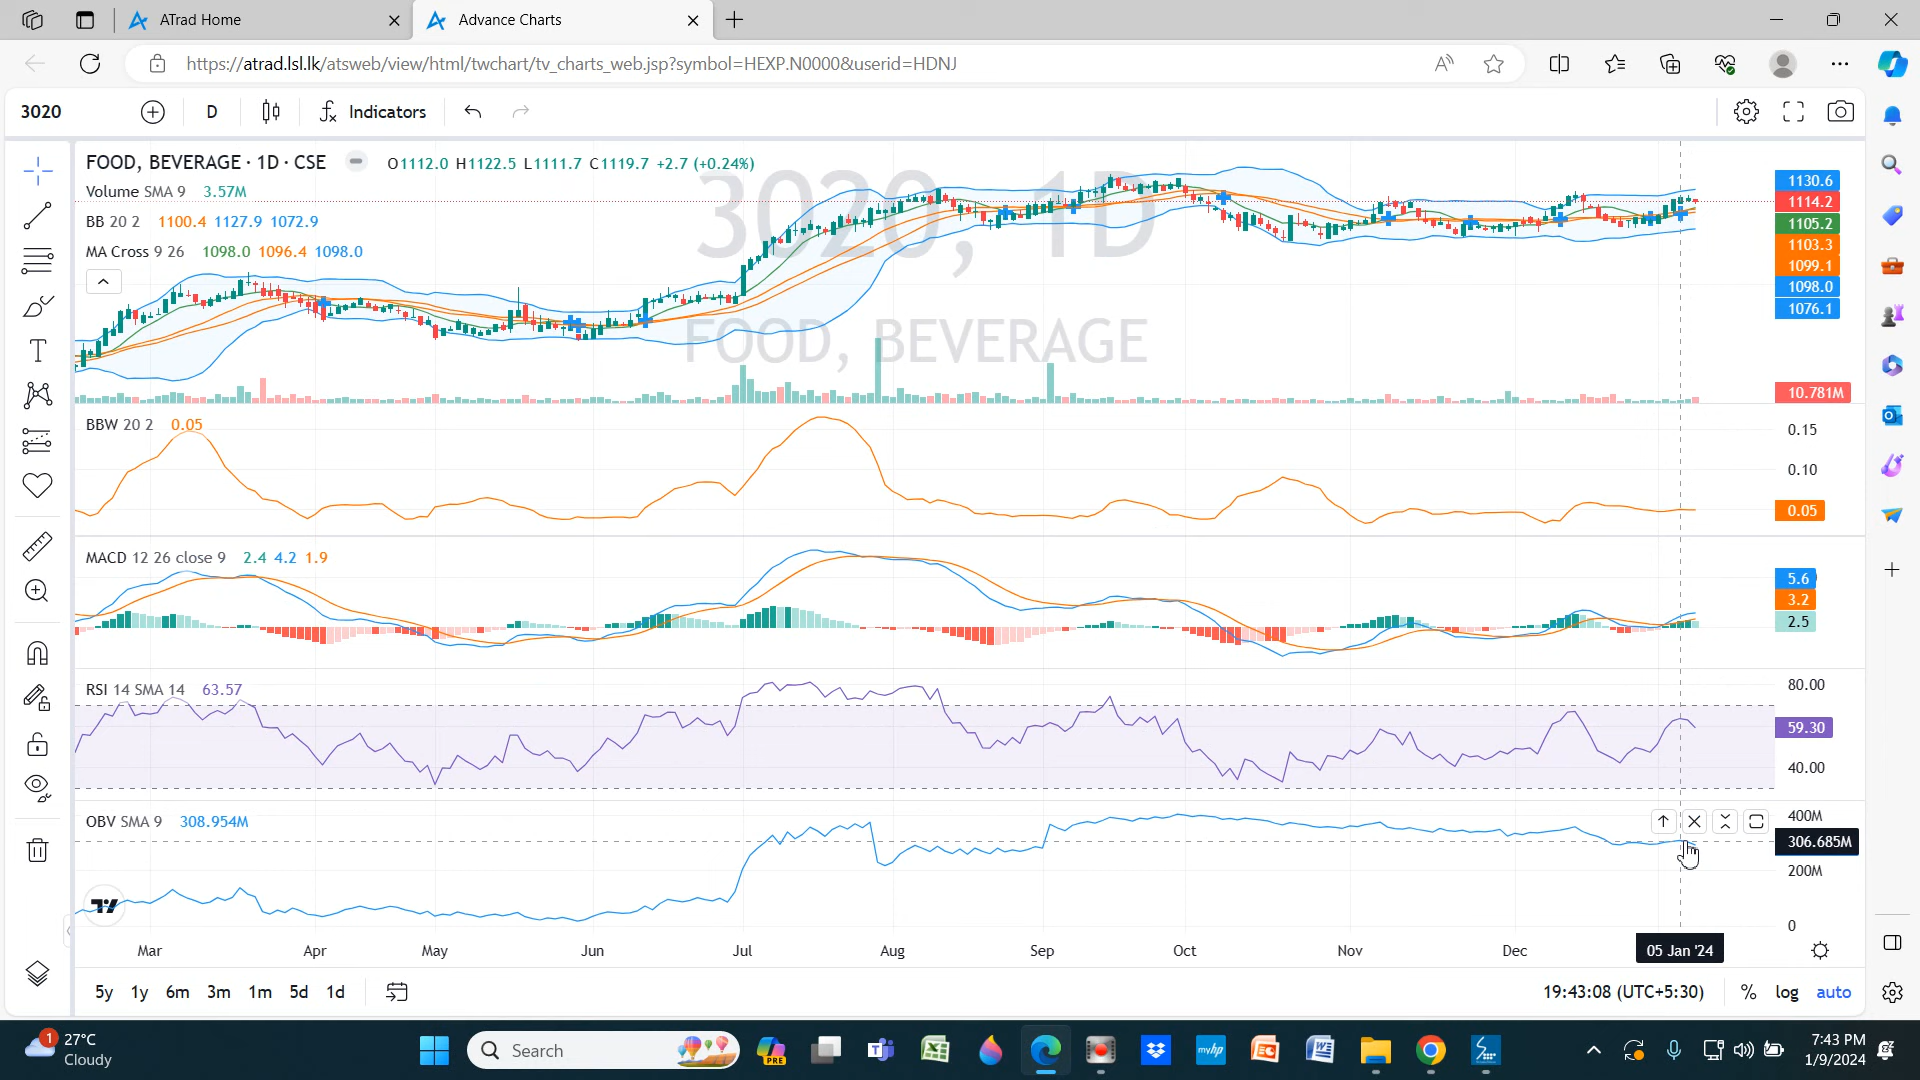 ATrad Home
Advance Charts
https://atrad.lsl.lk/atsweb/view/html/twchart/tv_charts_web.jsp?symbol=HEXP.N0000&userid=HDNJ
3020
D
Indicators
FOOD, BEVERAGE · 1D · CSE
O1112.0 H1122.5 L1111.7 C1119.7 +2.7 (+0.24%)
Volume SMA 9 3.57M
BB 20 2 1100.4 1127.9 1072.9
MA Cross 9 26 1098.0 1096.4 1098.0
3020, 1D
FOOD, BEVERAGE
1130.6
1114.2
1105.2
1103.3
1099.1
1098.0
1076.1
10.781M
BBW 20 2 0.05
0.15
0.10
0.05
MACD 12 26 close 9 2.4 4.2 1.9
5.6
3.2
2.5
RSI 14 SMA 14 63.57
80.00
59.30
40.00
OBV SMA 9 308.954M
400M
306.685M
200M
0
Mar Apr May Jun Jul Aug Sep Oct Nov Dec 05 Jan '24
5y 1y 6m 3m 1m 5d 1d
19:43:08 (UTC+5:30) % log auto
1
27°C
Cloudy
Search
PRE
myhp
7:43 PM
1/9/2024